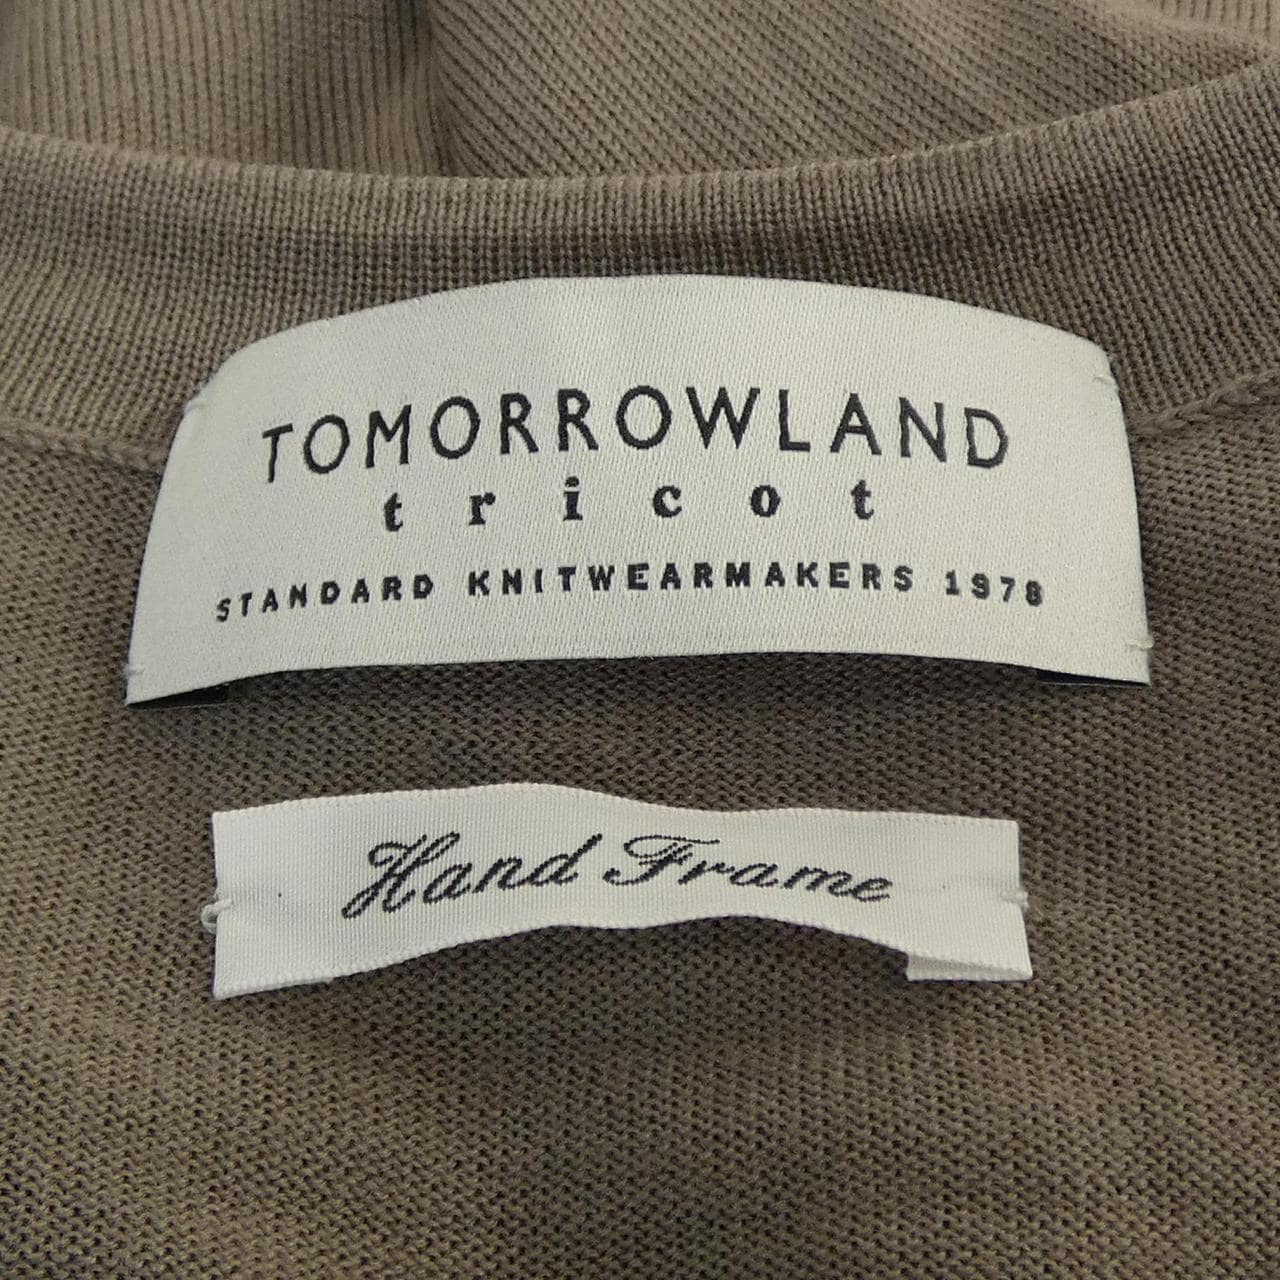 TOMORROWLAND
tricot
STANDARD KNITWEARMAKERS 1978
Hand Frame